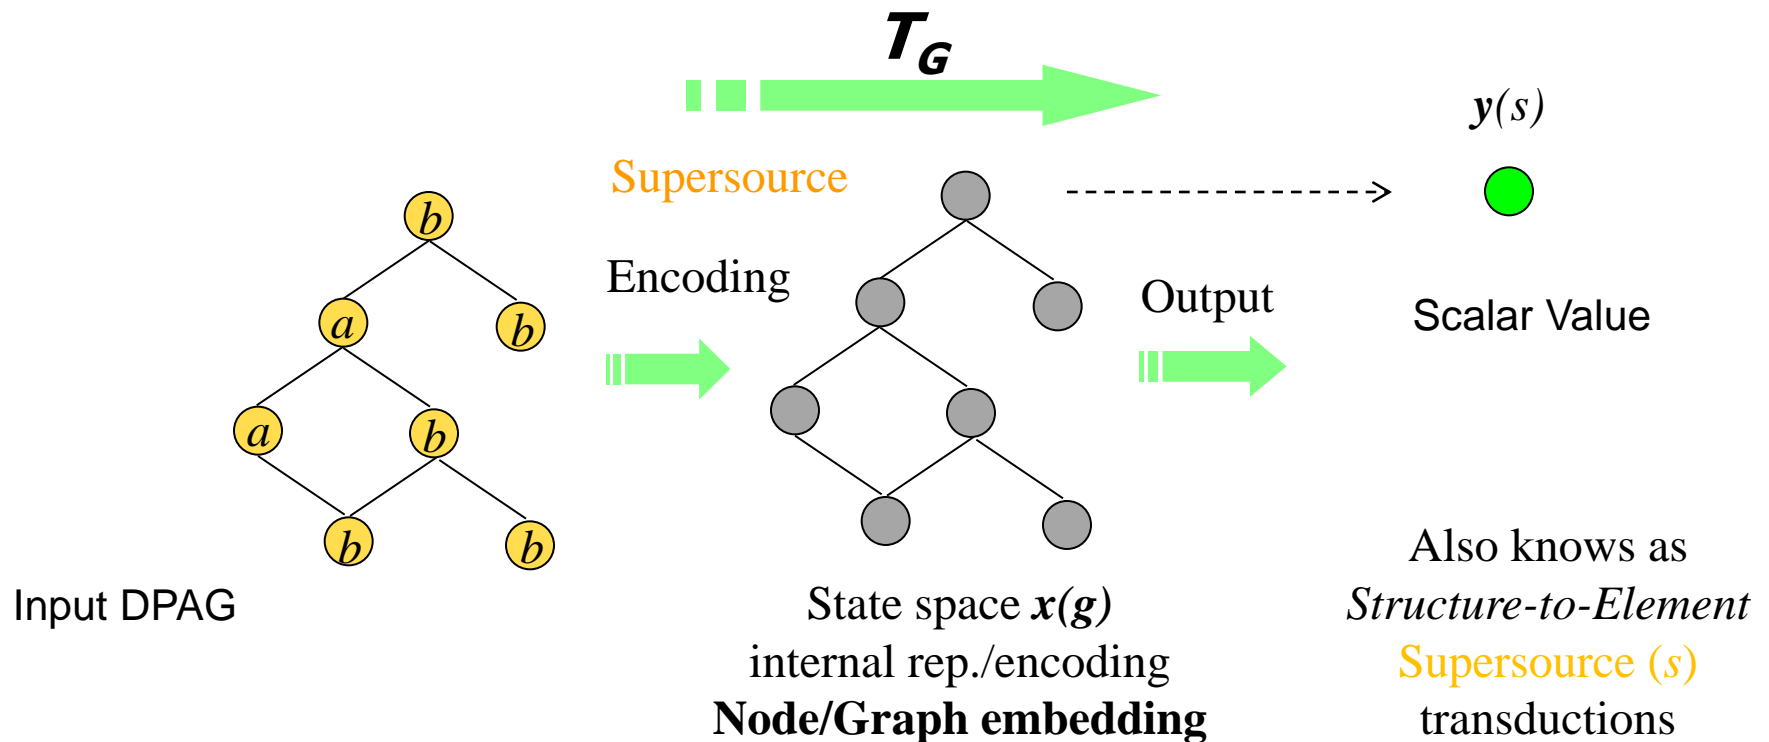 T_G
y(s)
Supersource
b
Encoding
Output
a
b
Scalar Value
a
b
b
b
Input DPAG
State space x(g)
internal rep./encoding
Node/Graph embedding
Also knows as
Structure-to-Element
Supersource (s)
transductions